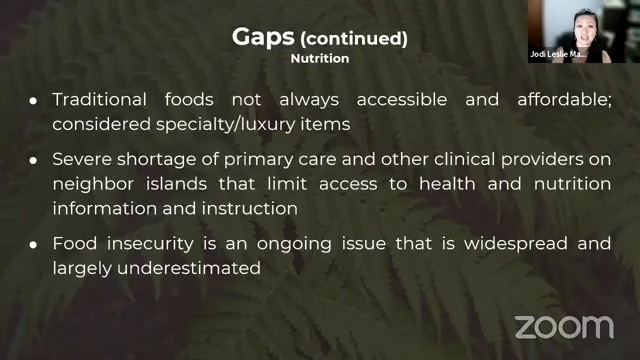 Gaps (continued)
Nutrition
Jodi Leslie Ma...
● Traditional foods not always accessible and affordable;
considered specialty/luxury items
● Severe shortage of primary care and other clinical providers on
neighbor islands that limit access to health and nutrition
information and instruction
● Food insecurity is an ongoing issue that is widespread and
largely underestimated
zoom